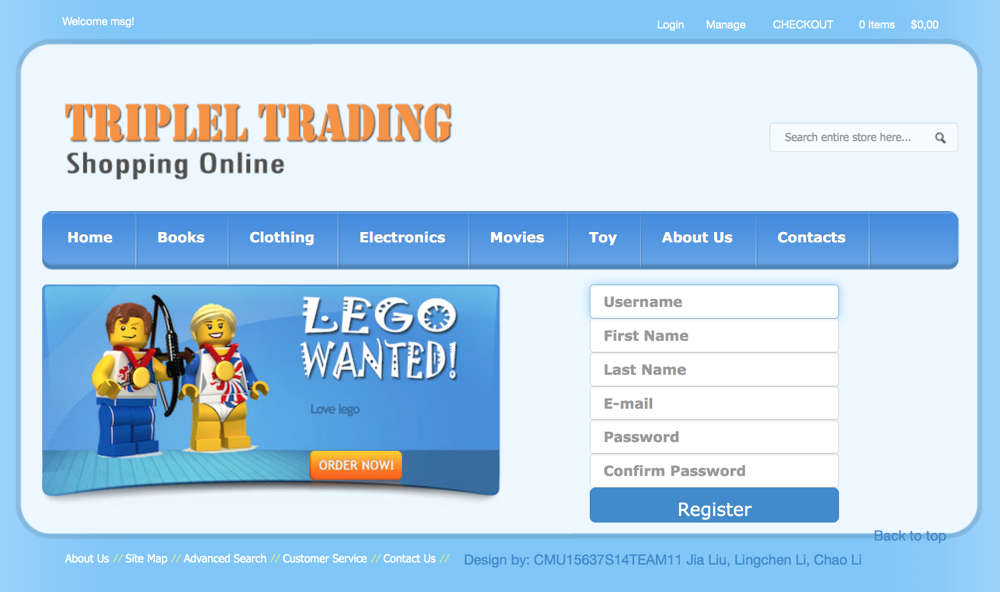 Welcome msg!
Login Manage CHECKOUT 0 items $0,00
TRIPLEL TRADING
Shopping Online
Search entire store here...
Home Books Clothing Electronics Movies Toy About Us Contacts
LEGO
WANTED!
Love lego
ORDER NOW!
Username
First Name
Last Name
E-mail
Password
Confirm Password
Register
Back to top
About Us // Site Map // Advanced Search // Customer Service // Contact Us // Design by: CMU15637S14TEAM11 Jia Liu, Lingchen Li, Chao Li